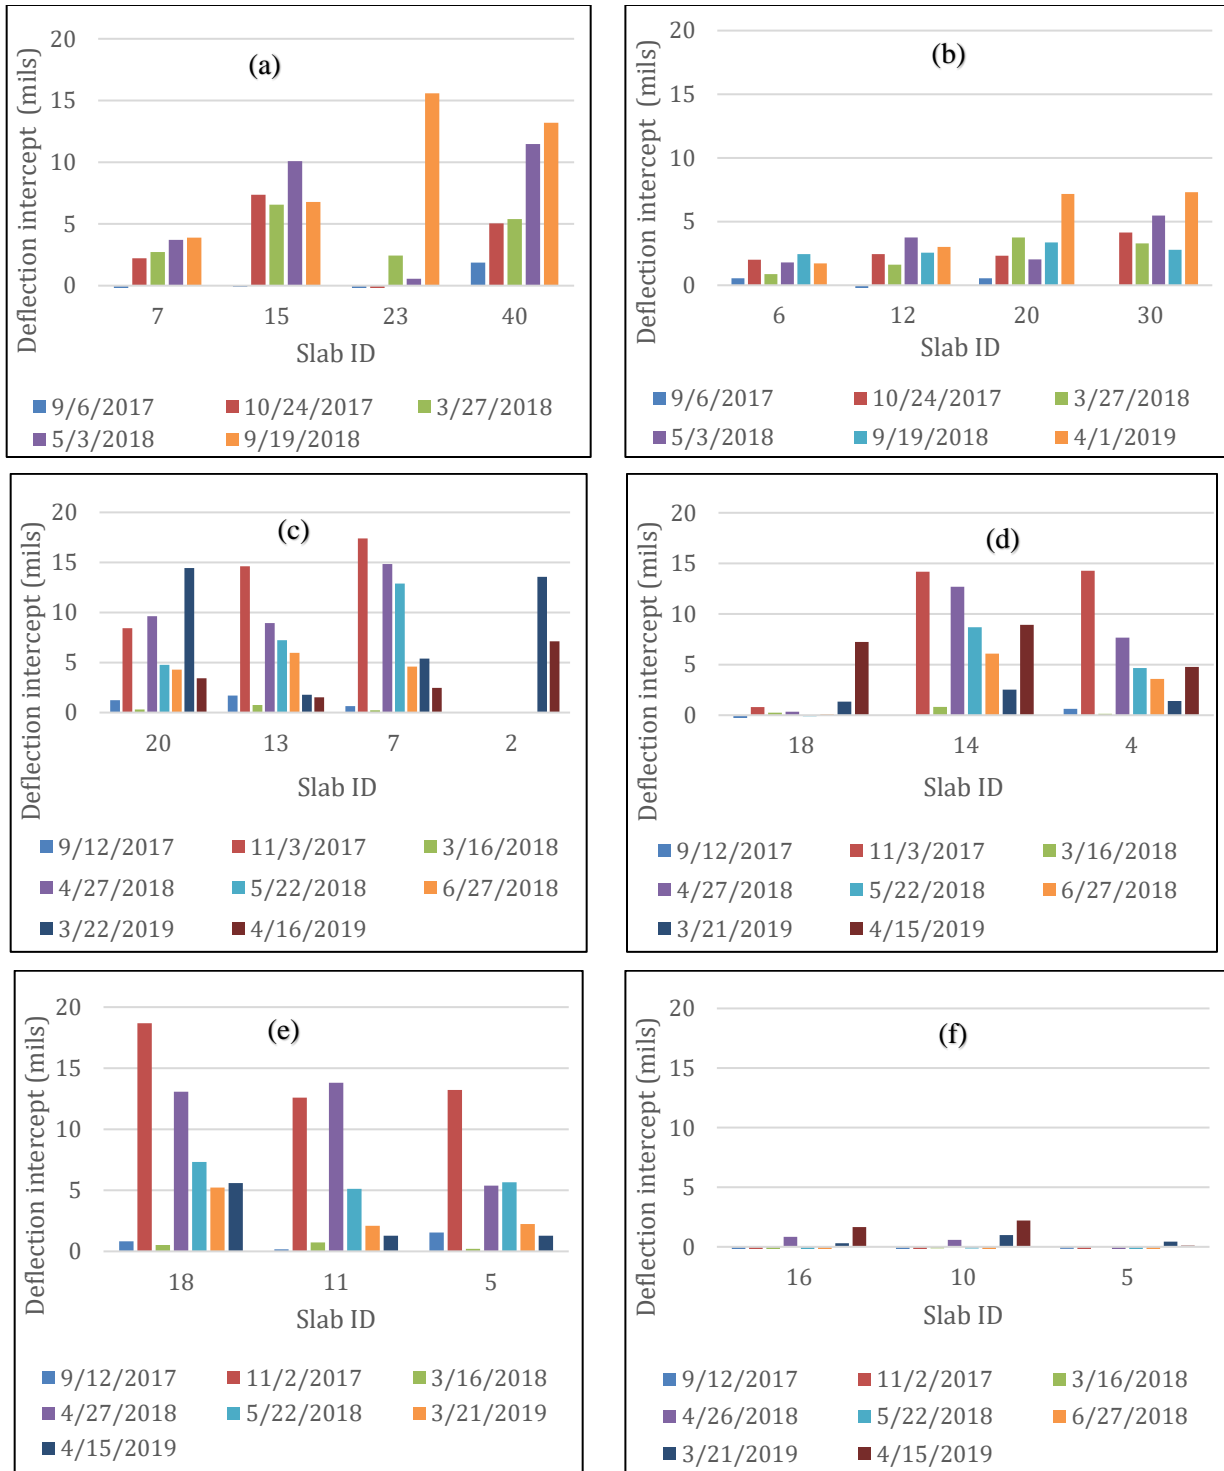 (a)
Deflection intercept (mils)
20
15
10
5
0
7 15 23 40
Slab ID
9/6/2017 10/24/2017 3/27/2018
5/3/2018 9/19/2018
(b)
Deflection intercept (mils)
20
15
10
5
0
6 12 20 30
Slab ID
9/6/2017 10/24/2017 3/27/2018
5/3/2018 9/19/2018 4/1/2019
(c)
Deflection intercept (mils)
20
15
10
5
0
20 13 7 2
Slab ID
9/12/2017 11/3/2017 3/16/2018
4/27/2018 5/22/2018 6/27/2018
3/22/2019 4/16/2019
(d)
Deflection intercept (mils)
20
15
10
5
0
18 14 4
Slab ID
9/12/2017 11/3/2017 3/16/2018
4/27/2018 5/22/2018 6/27/2018
3/21/2019 4/15/2019
(e)
Deflection intercept (mils)
20
15
10
5
0
18 11 5
Slab ID
9/12/2017 11/2/2017 3/16/2018
4/27/2018 5/22/2018 3/21/2019
4/15/2019
(f)
Deflection intercept (mils)
20
15
10
5
0
16 10 5
Slab ID
9/12/2017 11/2/2017 3/16/2018
4/26/2018 5/22/2018 6/27/2018
3/21/2019 4/15/2019